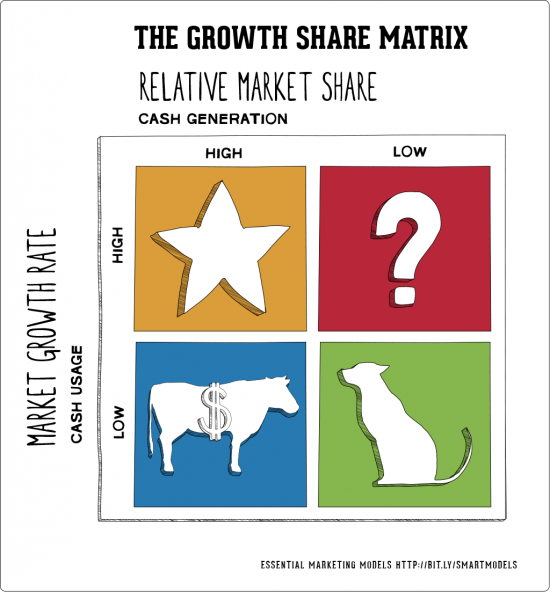 THE GROWTH SHARE MATRIX
RELATIVE MARKET SHARE
CASH GENERATION
HIGH
LOW
MARKET GROWTH RATE
CASH USAGE
HIGH
?
LOW
$
ESSENTIAL MARKETING MODELS HTTP://BIT.LY/SMARTMODELS